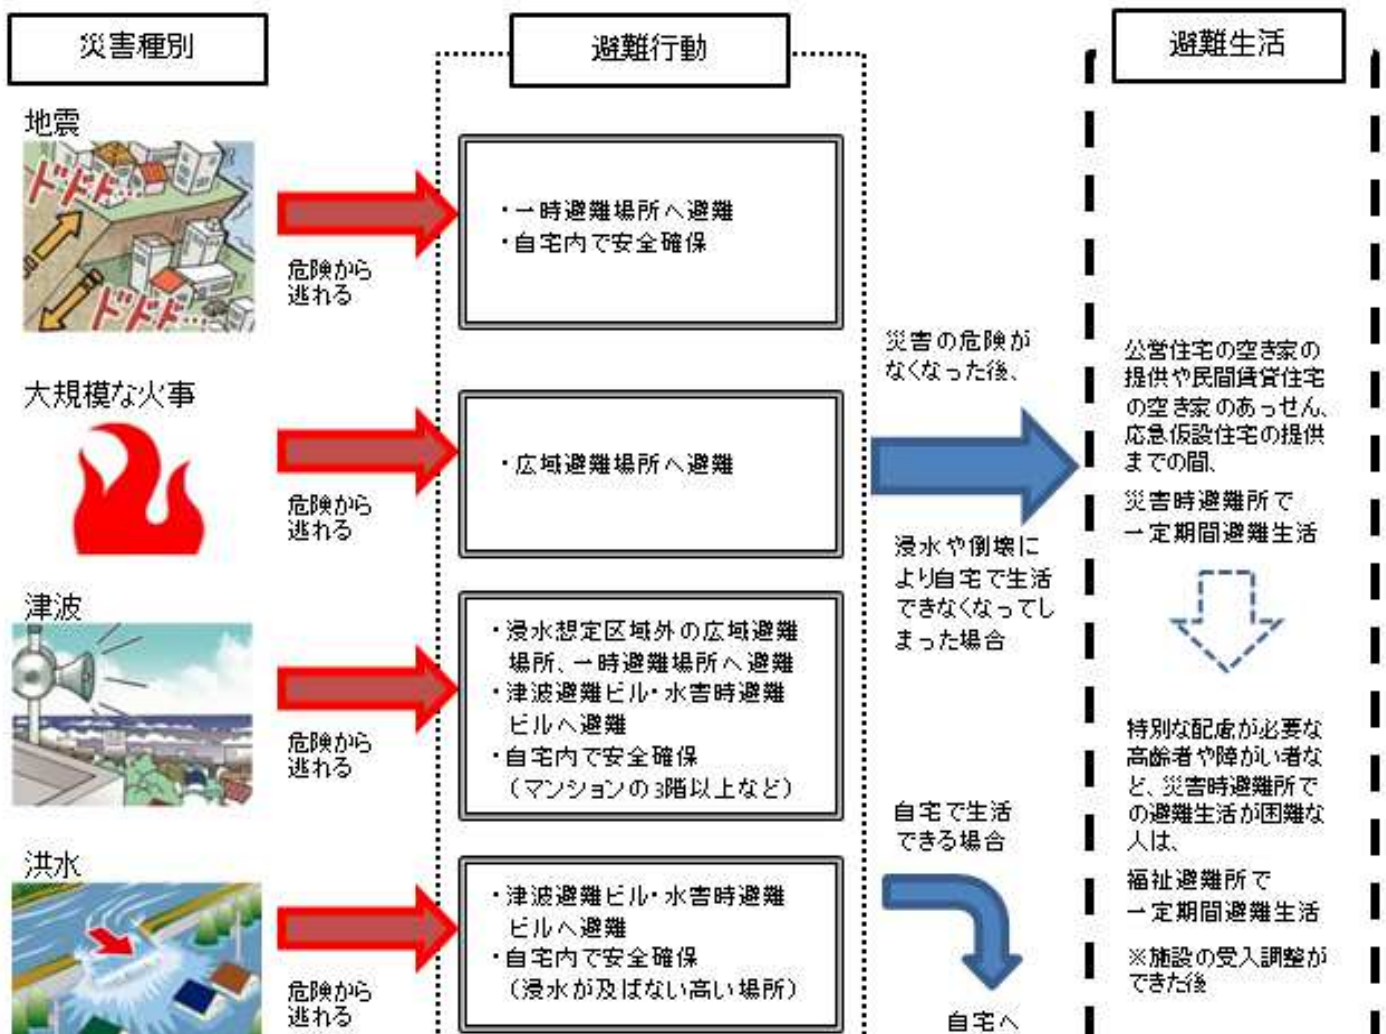 災害種別
避難行動
避難生活
地震
ドドド…
ドドド…
危険から
逃れる
・一時避難場所へ避難
・自宅内で安全確保
大規模な火事
危険から
逃れる
・広域避難場所へ避難
津波
危険から
逃れる
・浸水想定区域外の広域避難
場所、一時避難場所へ避難
・津波避難ビル・水害時避難
ビルへ避難
・自宅内で安全確保
（マンションの3階以上など）
洪水
危険から
逃れる
・津波避難ビル・水害時避難
ビルへ避難
・自宅内で安全確保
（浸水が及ばない高い場所）
災害の危険が
なくなった後、
浸水や倒壊に
より自宅で生活
できなくなってし
まった場合
自宅で生活
できる場合
自宅へ
公営住宅の空き家の
提供や民間賃貸住宅
の空き家のあっせん、
応急仮設住宅の提供
までの間、
災害時避難所で
一定期間避難生活
特別な配慮が必要な
高齢者や障がい者な
ど、災害時避難所で
の避難生活が困難な
人は、
福祉避難所で
一定期間避難生活
※施設の受入調整が
できた後